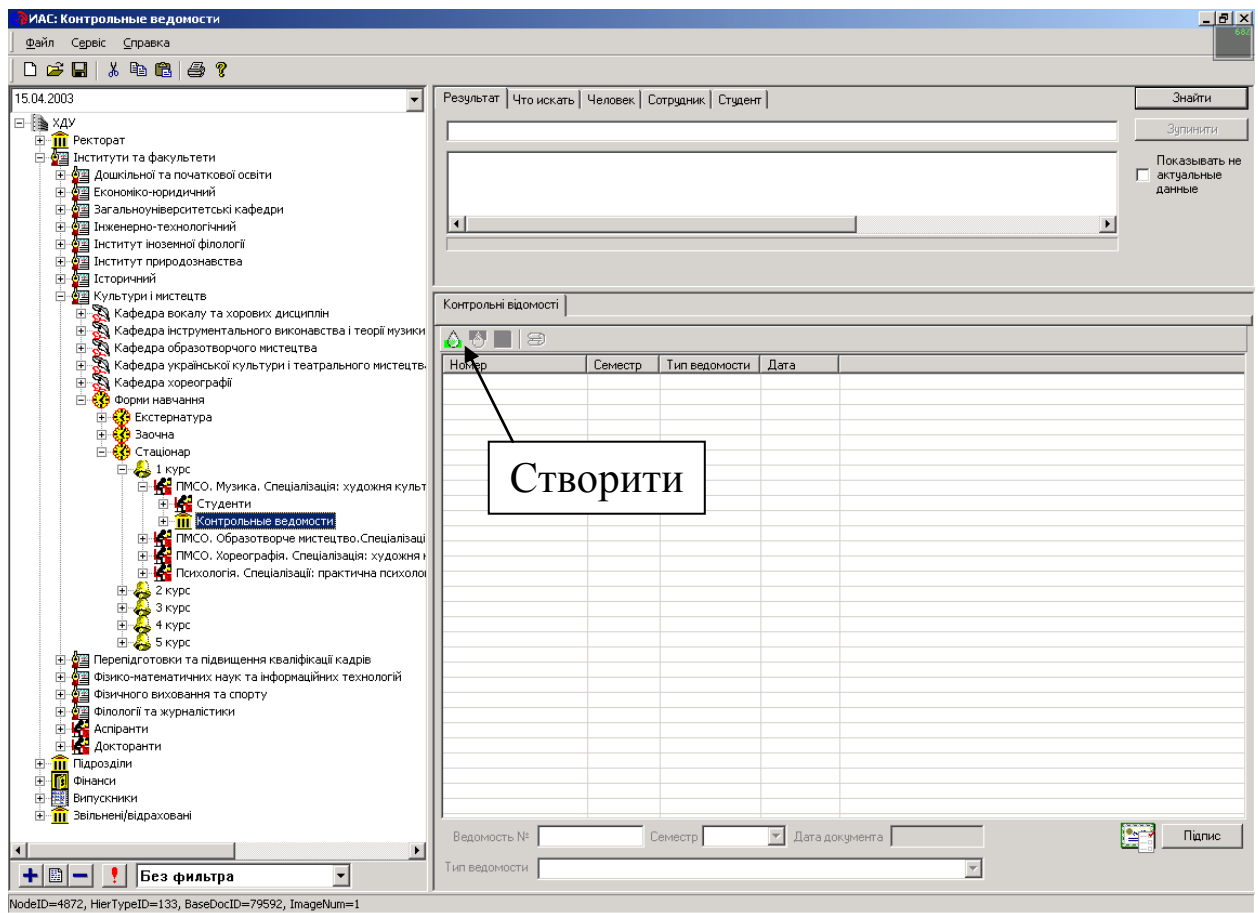 ИАС: Контрольные ведомости
Файл Сервіс Справка
682
15.04.2003
ХДУ
Ректорат
Інститути та факультети
Дошкільної та початкової освіти
Економіко-юридичний
Загальноуніверситетські кафедри
Інженерно-технологічний
Інститут іноземної філології
Інститут природознавства
Історичний
Культури і мистецтв
Кафедра вокалу та хорових дисциплін
Кафедра інструментального виконавства і теорії музики
Кафедра образотворчого мистецтва
Кафедра української культури і театрального мистецтв
Кафедра хореографії
Форми навчання
Екстернатура
Заочна
Стаціонар
1 курс
ПМСО. Музика. Спеціалізація: художня культ
Студенти
Контрольные ведомости
ПМСО. Образотворче мистецтво.Спеціалізаці
ПМСО. Хореографія. Спеціалізація: художня к
Психологія. Спеціалізації: практична психолог
2 курс
3 курс
4 курс
5 курс
Перепідготовки та підвищення кваліфікації кадрів
Фізико-математичних наук та інформаційних технологій
Фізичного виховання та спорту
Філології та журналістики
Аспіранти
Докторанти
Підрозділи
Фінанси
Випускники
Звільнені/відраховані
Без фильтра
Результат Что искать Человек Сотрудник Студент
Знайти
Зупинити
Показывать не
актуальные
данные
Контрольні відомості
Номер Семестр Тип ведомости Дата
Створити
Ведомость № Семестр Дата документа
Підпис
Тип ведомости
NodeID=4872, HierTypeID=133, BaseDocID=79592, ImageNum=1